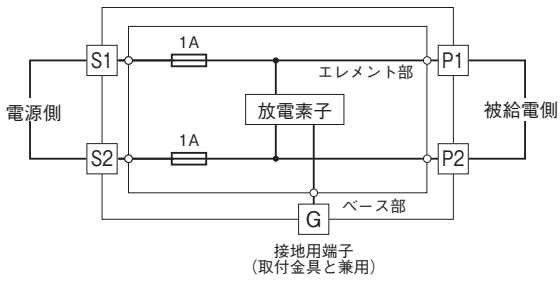 1A
S1
P1
エレメント部
電源側
放電素子
被給電側
1A
S2
P2
ベース部
G
接地用端子
（取付金具と兼用）